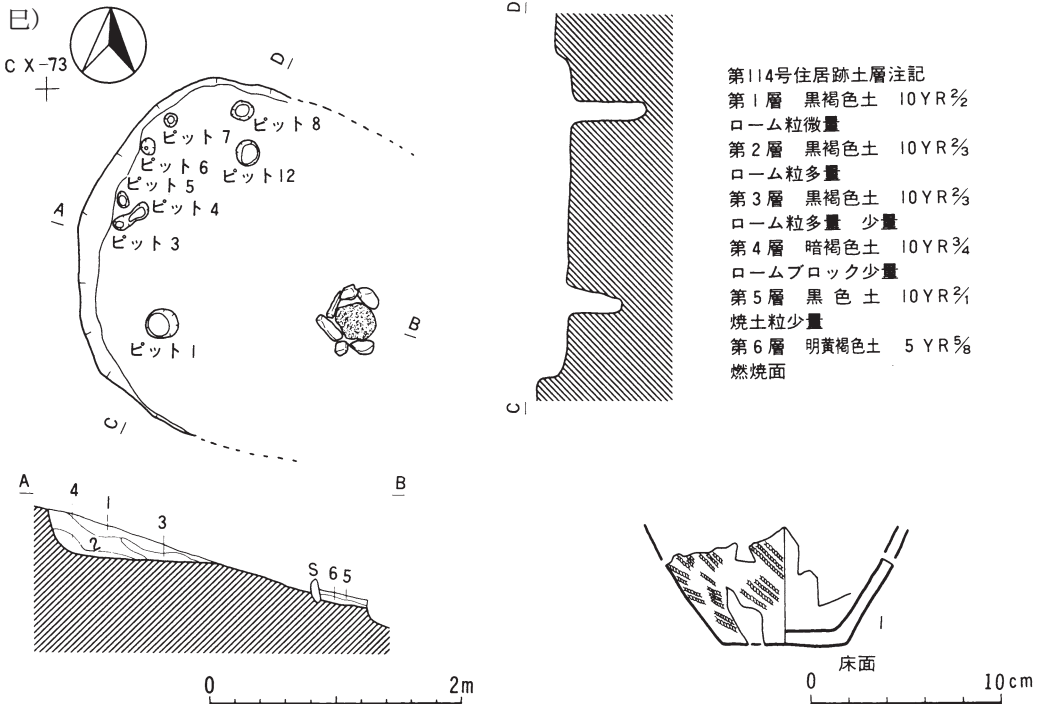 巳)
C X-73
D
ピット 8
ピット 7
ピット 6
ピット12
ピット 5
ピット 4
A
ピット 3
B
ピット 1
C
D
C
第114号住居跡土層注記
第1層 黒褐色土 10YR2/2
ローム粒微量
第2層 黒褐色土 10YR2/3
ローム粒多量
第3層 黒褐色土 10YR2/3
ローム粒多量 少量
第4層 暗褐色土 10YR3/4
ロームブロック少量
第5層 黒色土 10YR2/1
焼土粒少量
第6層 明黄褐色土 5YR5/8
燃焼面
A
B
4
1
3
2
S 6 5
0 2m
1
床面
0 10cm